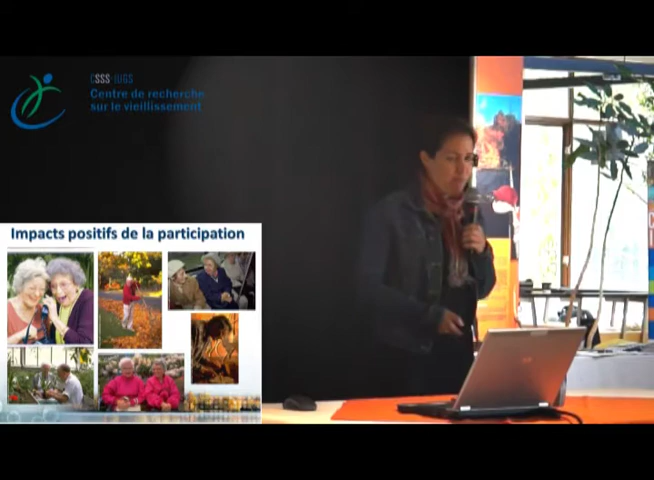 CSSS-IUGS
Centre de recherche
sur le vieillissement
Impacts positifs de la participation